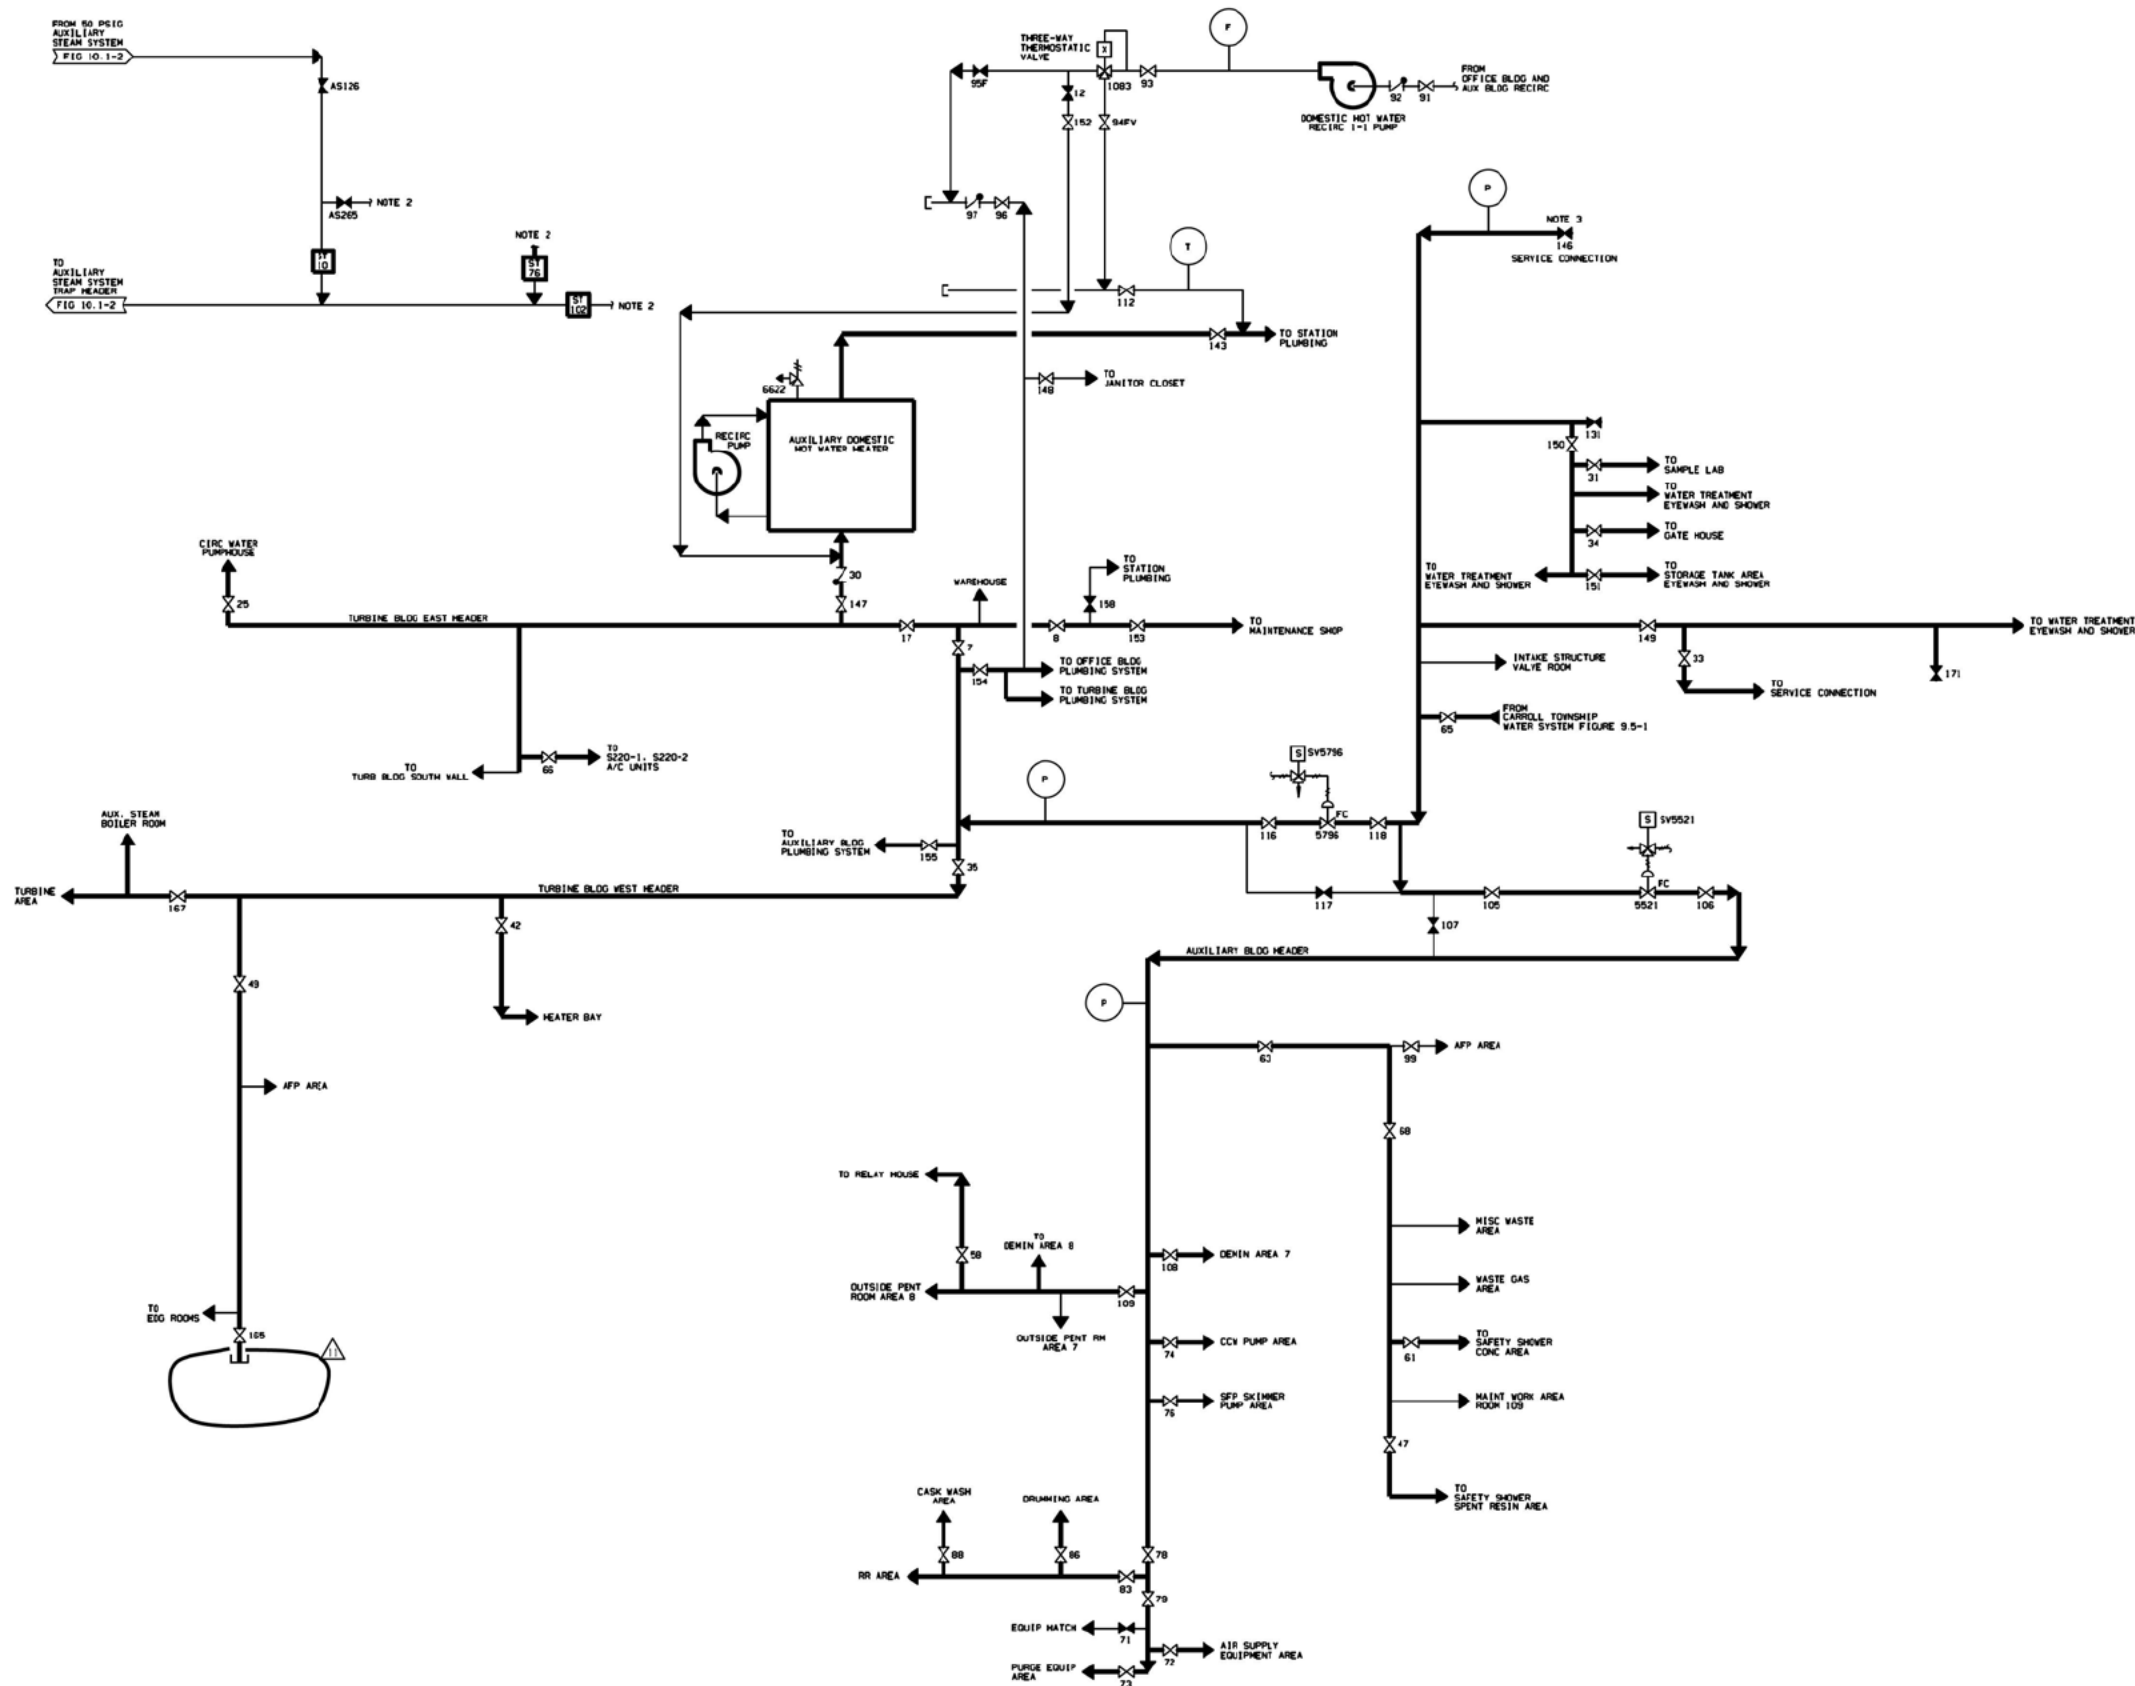 FROM 50 PSIG
AUXILIARY
STEAM SYSTEM
FIG 10.1-2
AS126
AS265
NOTE 2
ST
10
NOTE 2
ST
76
ST
102
NOTE 2
TO
AUXILIARY
STEAM SYSTEM
TRAP HEADER
FIG 10.1-2
THREE-WAY
THERMOSTATIC
VALVE
X
F
95F
12
1083
93
152
94FV
FROM
OFFICE BLDG AND
AUX BLDG RECIRC
92
91
DOMESTIC HOT WATER
RECIRC 1-1 PUMP
97
96
T
112
143
TO STATION
PLUMBING
148
TO
JANITOR CLOSET
P
NOTE 3
146
SERVICE CONNECTION
6622
RECIRC
PUMP
AUXILIARY DOMESTIC
HOT WATER HEATER
30
147
131
150
31
TO
SAMPLE LAB
TO
WATER TREATMENT
EYEWASH AND SHOWER
34
TO
GATE HOUSE
TO
WATER TREATMENT
EYEWASH AND SHOWER
151
TO
STORAGE TANK AREA
EYEWASH AND SHOWER
CIRC WATER
PUMPHOUSE
25
TURBINE BLDG EAST HEADER
17
WAREHOUSE
7
8
TO
STATION
PLUMBING
158
153
TO
MAINTENANCE SHOP
149
TO WATER TREATMENT
EYEWASH AND SHOWER
33
TO
SERVICE CONNECTION
171
INTAKE STRUCTURE
VALVE ROOM
65
FROM
CARROLL TOWNSHIP
WATER SYSTEM FIGURE 9.5-1
154
TO OFFICE BLDG
PLUMBING SYSTEM
TO TURBINE BLDG
PLUMBING SYSTEM
TO
TURB BLDG SOUTH WALL
66
TO
S220-1, S220-2
A/C UNITS
P
S
SV5796
FC
116
5796
118
S
SV5521
FC
117
105
5521
106
107
TO
AUXILIARY BLDG
PLUMBING SYSTEM
155
35
AUX. STEAM
BOILER ROOM
TURBINE
AREA
167
TURBINE BLDG WEST HEADER
42
HEATER BAY
49
AFP AREA
TO
EDG ROOMS
165
11
AUXILIARY BLDG HEADER
P
63
99
AFP AREA
68
MISC WASTE
AREA
WASTE GAS
AREA
61
TO
SAFETY SHOWER
CONC AREA
MAINT WORK AREA
ROOM 109
47
TO
SAFETY SHOWER
SPENT RESIN AREA
TO RELAY HOUSE
58
TO
DEMIN AREA 8
OUTSIDE PENT
ROOM AREA 8
109
OUTSIDE PENT RM
AREA 7
108
DEMIN AREA 7
74
CCW PUMP AREA
76
SFP SKIMMER
PUMP AREA
CASK WASH
AREA
DRUMMING AREA
88
86
78
RR AREA
83
79
EQUIP HATCH
71
72
AIR SUPPLY
EQUIPMENT AREA
PURGE EQUIP
AREA
73